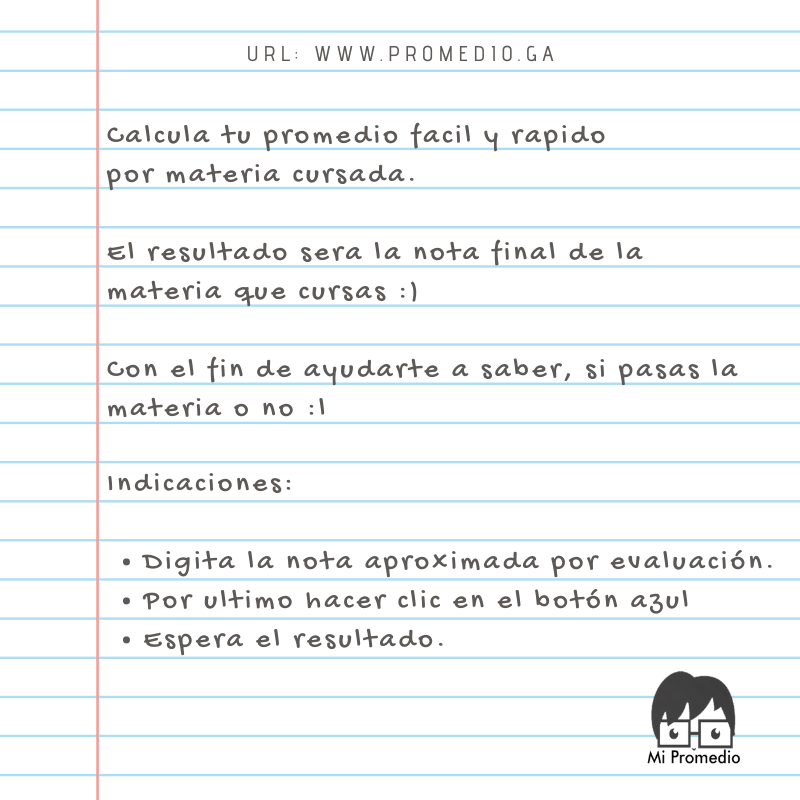 URL: WWW.PROMEDIO.GA
Calcula tu promedio facil y rapido
por materia cursada.
El resultado sera la nota final de la
materia que cursas :)
Con el fin de ayudarte a saber, si pasas la
materia o no :|
Indicaciones:
• Digita la nota aproximada por evaluación.
• Por ultimo hacer clic en el botón azul
• Espera el resultado.
Mi Promedio